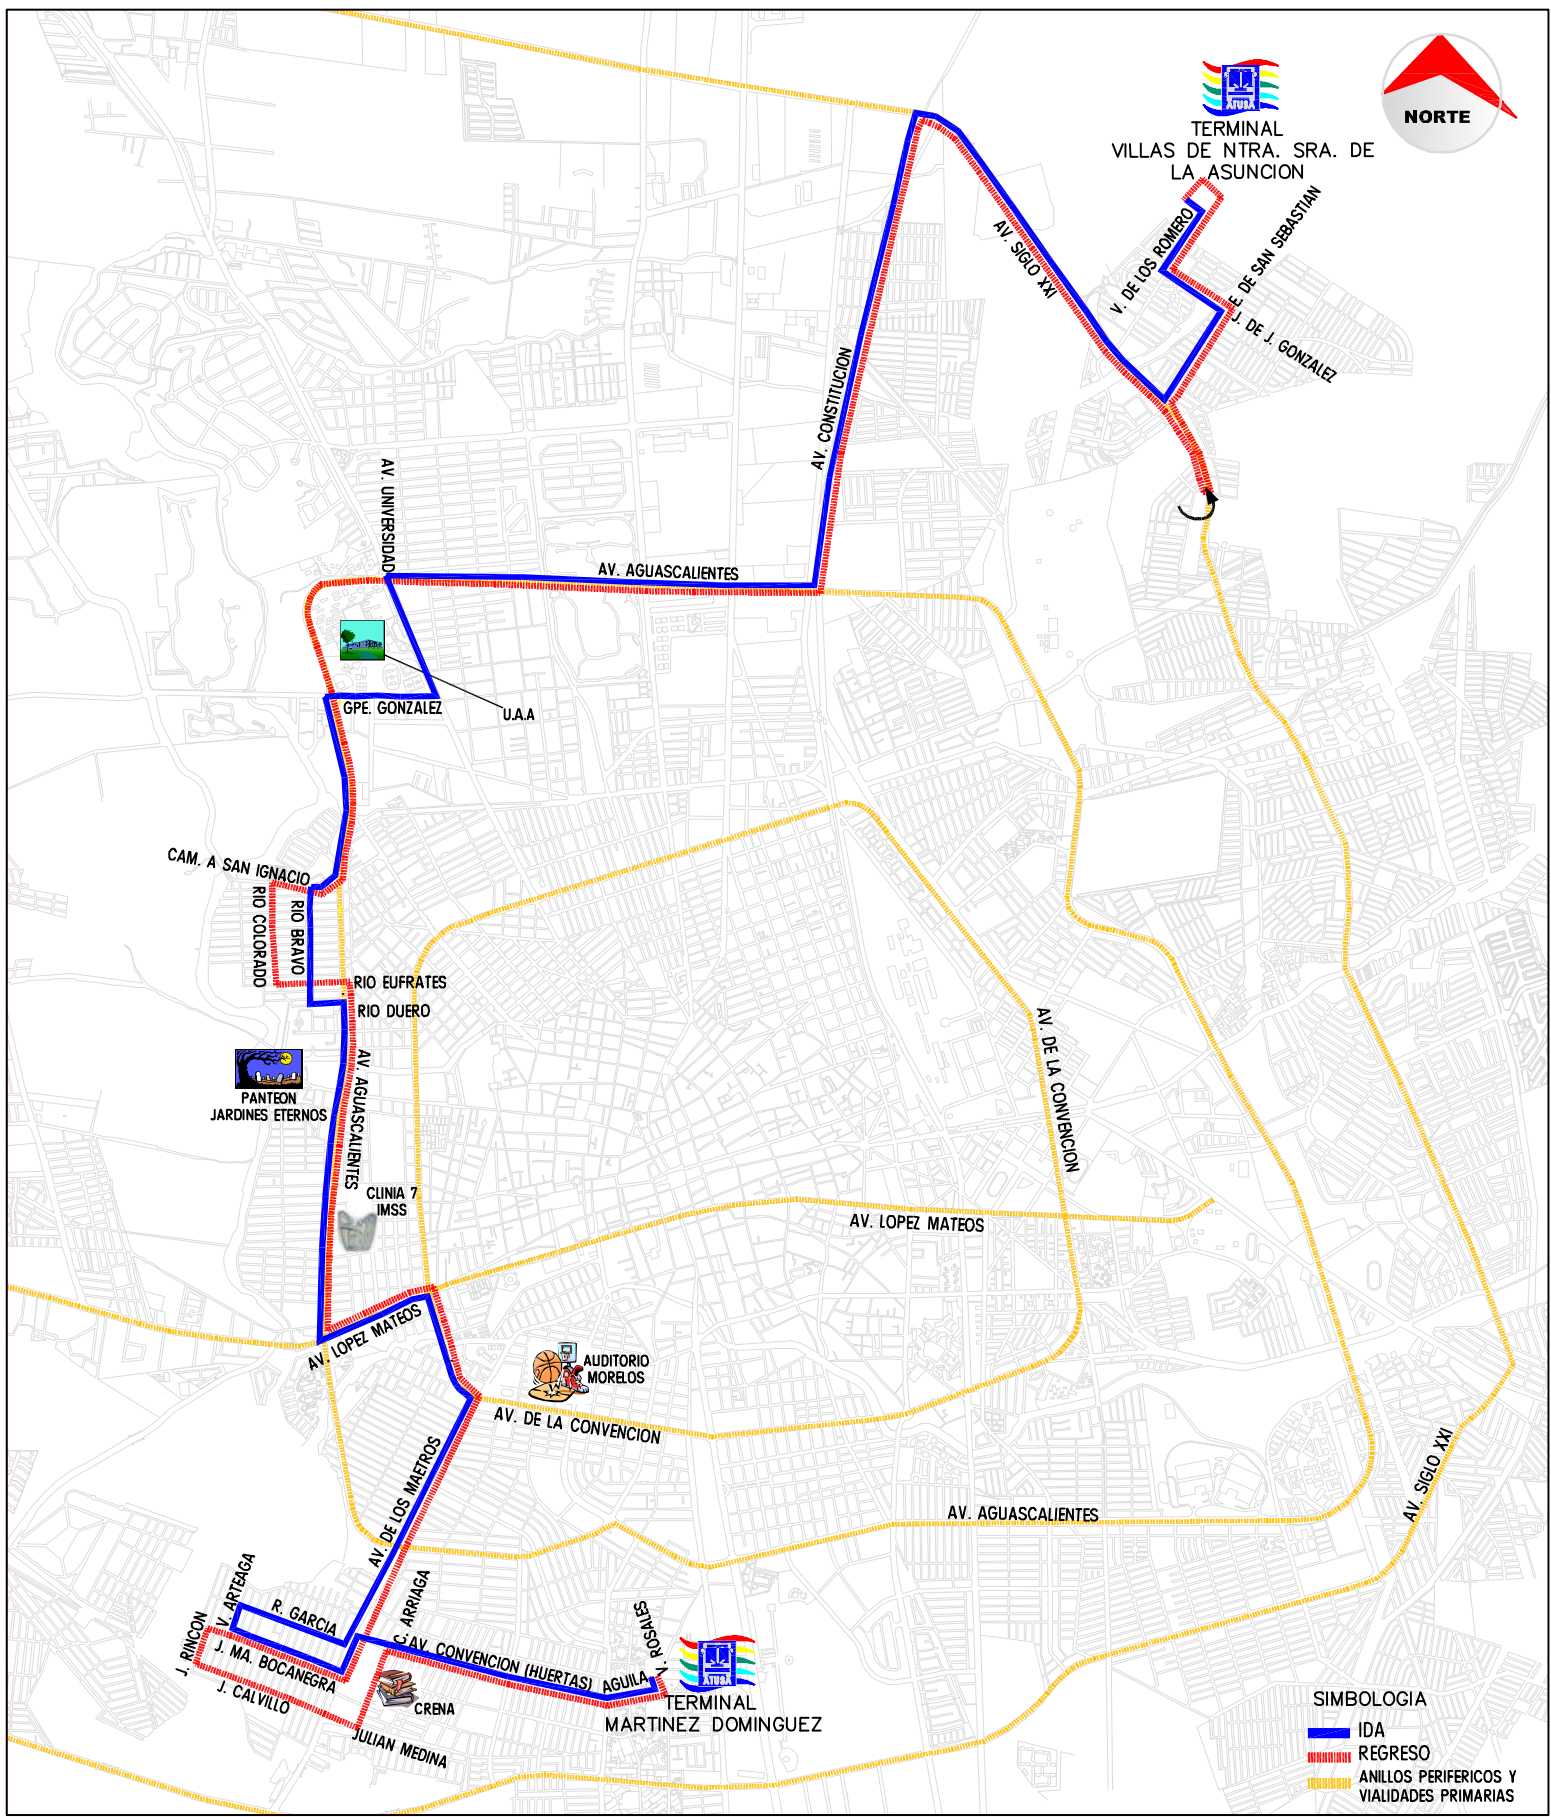 NORTE
ATUSA
TERMINAL
VILLAS DE NTRA. SRA. DE
LA ASUNCION
V. DE LOS ROMERO
E. DE SAN SEBASTIAN
J. DE J. GONZALEZ
AV. SIGLO XXI
AV. CONSTITUCION
AV. UNIVERSIDAD
AV. AGUASCALIENTES
GPE. GONZALEZ
U.A.A
CAM. A SAN IGNACIO
RIO COLORADO
RIO BRAVO
RIO EUFRATES
RIO DUERO
AV. DE LA CONVENCION
PANTEON
JARDINES ETERNOS
AV AGUASCALIENTES
CLINIA 7
IMSS
AV. LOPEZ MATEOS
AV. LOPEZ MATEOS
AUDITORIO
MORELOS
AV. DE LA CONVENCION
AV. DE LOS MAETROS
AV. SIGLO XXI
AV. AGUASCALIENTES
V. ARTEAGA
R. GARCIA
C. ARRIAGA
J. RINCON
J. MA. BOCANEGRA
J. CALVILLO
AV. CONVENCION (HUERTAS)
AGUILA
V. ROSALES
ATUSA
CRENA
JULIAN MEDINA
TERMINAL
MARTINEZ DOMINGUEZ
SIMBOLOGIA
IDA
REGRESO
ANILLOS PERIFERICOS Y
VIALIDADES PRIMARIAS